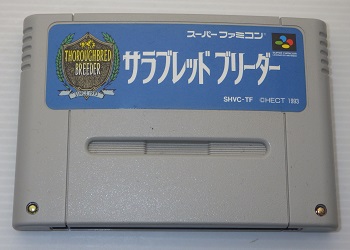 スーパーファミコン
THOROUGHBRED
BREEDER
サラブレッド ブリーダー
SHVC-TF ©HECT 1993